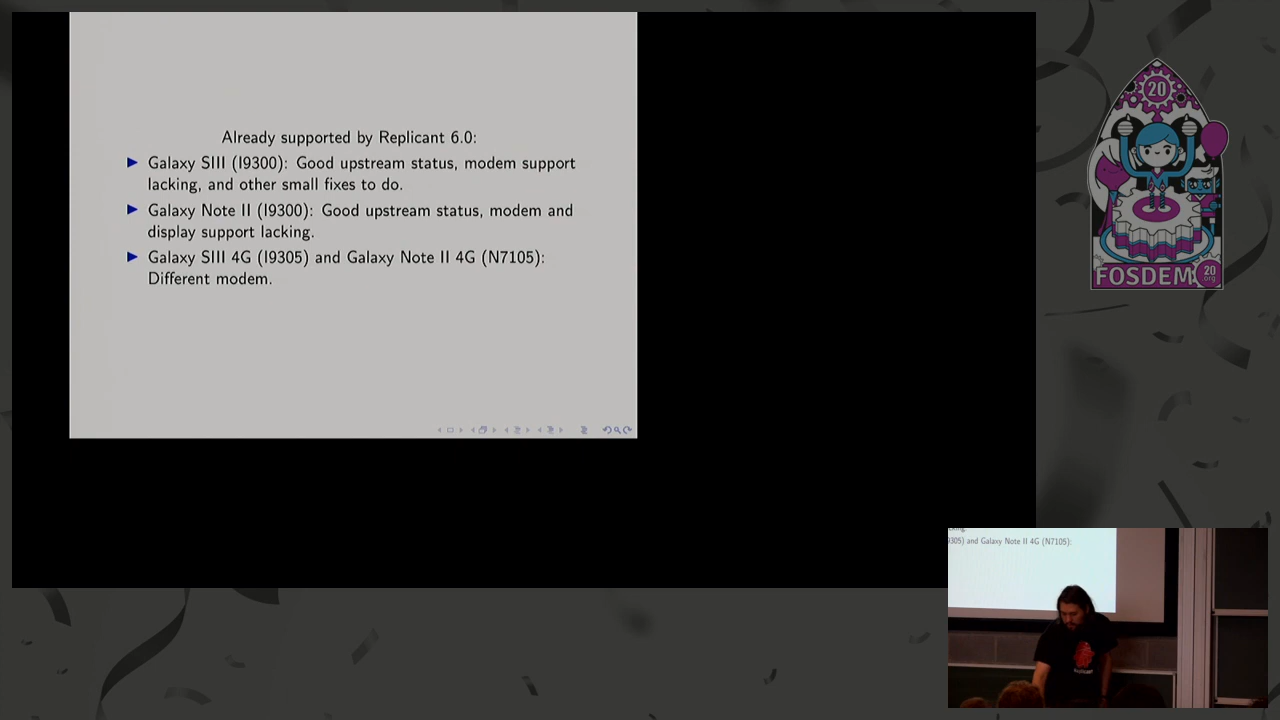 Already supported by Replicant 6.0:
Galaxy SIII (I9300): Good upstream status, modem support
lacking, and other small fixes to do.
Galaxy Note II (I9300): Good upstream status, modem and
display support lacking.
Galaxy SIII 4G (I9305) and Galaxy Note II 4G (N7105):
Different modem.
20
FOSDEM
20
.org
9305) and Galaxy Note II 4G (N7105):